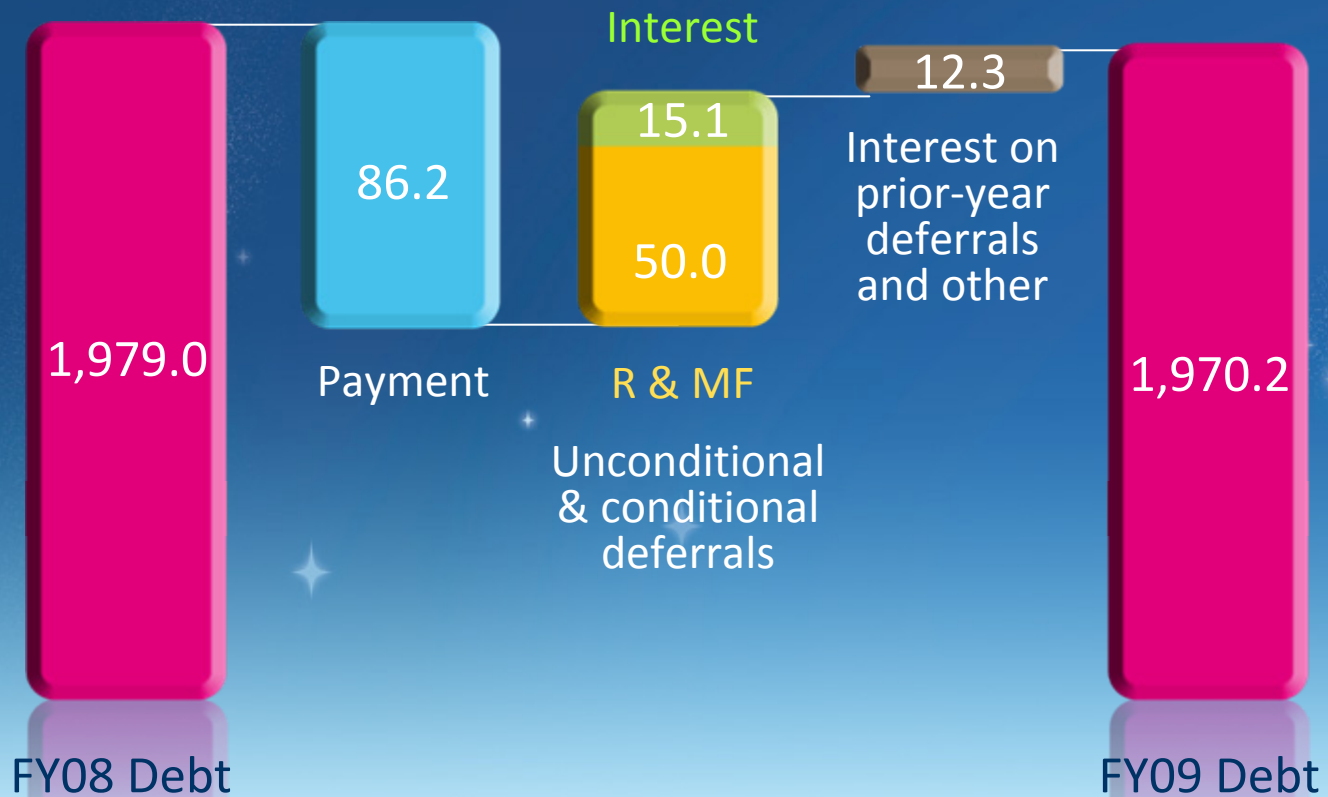 Interest
12.3
15.1
86.2
50.0
Interest on
prior-year
deferrals
and other
1,979.0
1,970.2
Payment
R & MF
Unconditional
& conditional
deferrals
FY08 Debt
FY09 Debt